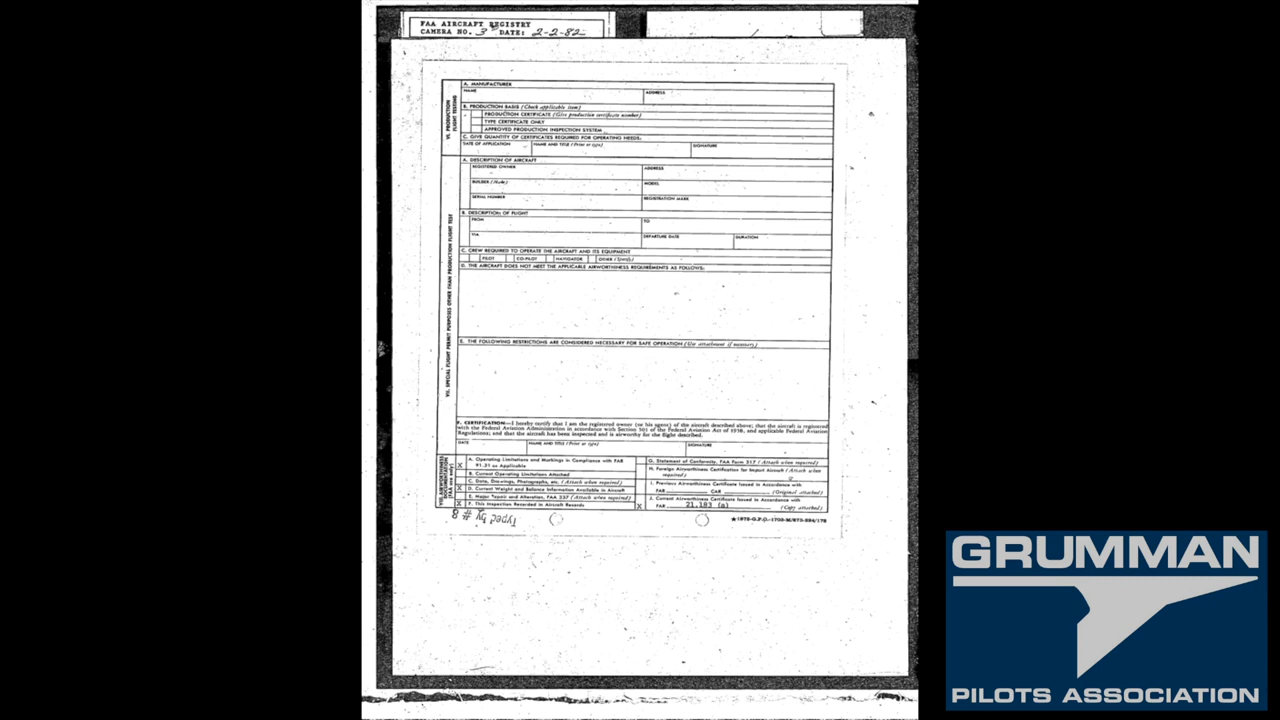 FAA AIRCRAFT REGISTRY
CAMERA NO. 3 DATE: 2-2-82
VI. PRODUCTION FLIGHT TESTING
A. MANUFACTURER
NAME
ADDRESS
B. PRODUCTION BASIS (Check applicable item)
PRODUCTION CERTIFICATE (Give production certificate number)
TYPE CERTIFICATE ONLY
APPROVED PRODUCTION INSPECTION SYSTEM
C. GIVE QUANTITY OF CERTIFICATES REQUIRED FOR OPERATING NEEDS:
DATE OF APPLICATION
NAME AND TITLE (Print or type)
SIGNATURE
VII. SPECIAL FLIGHT PERMIT PURPOSES OTHER THAN PRODUCTION FLIGHT TEST
A. DESCRIPTION OF AIRCRAFT
REGISTERED OWNER
ADDRESS
BUILDER (Make)
MODEL
SERIAL NUMBER
REGISTRATION MARK
B. DESCRIPTION OF FLIGHT
FROM
TO
VIA
DEPARTURE DATE
DURATION
C. CREW REQUIRED TO OPERATE THE AIRCRAFT AND ITS EQUIPMENT
PILOT CO-PILOT NAVIGATOR OTHER (Specify)
D. THE AIRCRAFT DOES NOT MEET THE APPLICABLE AIRWORTHINESS REQUIREMENTS AS FOLLOWS:
E. THE FOLLOWING RESTRICTIONS ARE CONSIDERED NECESSARY FOR SAFE OPERATION (Use attachment if necessary)
F. CERTIFICATION—I hereby certify that I am the registered owner (or his agent) of the aircraft described above; that the aircraft is registered
with the Federal Aviation Administration in accordance with Section 501 of the Federal Aviation Act of 1958, and applicable Federal Aviation
Regulations; and that the aircraft has been inspected and is airworthy for the flight described.
DATE
NAME AND TITLE (Print or type)
SIGNATURE
X A. Operating Limitations and Markings in Compliance with FAR
91.31 as Applicable
B. Current Operating Limitations Attached
C. Data, Drawings, Photographs, etc. (Attach when required)
X D. Current Weight and Balance Information Available in Aircraft
E. Major Repair and Alteration, FAA 337 (Attach when required)
X F. This Inspection Recorded in Aircraft Records
G. Statement of Conformity, FAA Form 317 (Attach when required)
H. Foreign Airworthiness Certification for Import Aircraft (Attach when
required)
I. Previous Airworthiness Certificate Issued in Accordance with
FAR CAR (Original attached)
J. Current Airworthiness Certificate Issued in Accordance with
X FAR 21.183 (a) (Copy attached)
Typed by # 8
GRUMMAN
PILOTS ASSOCIATION